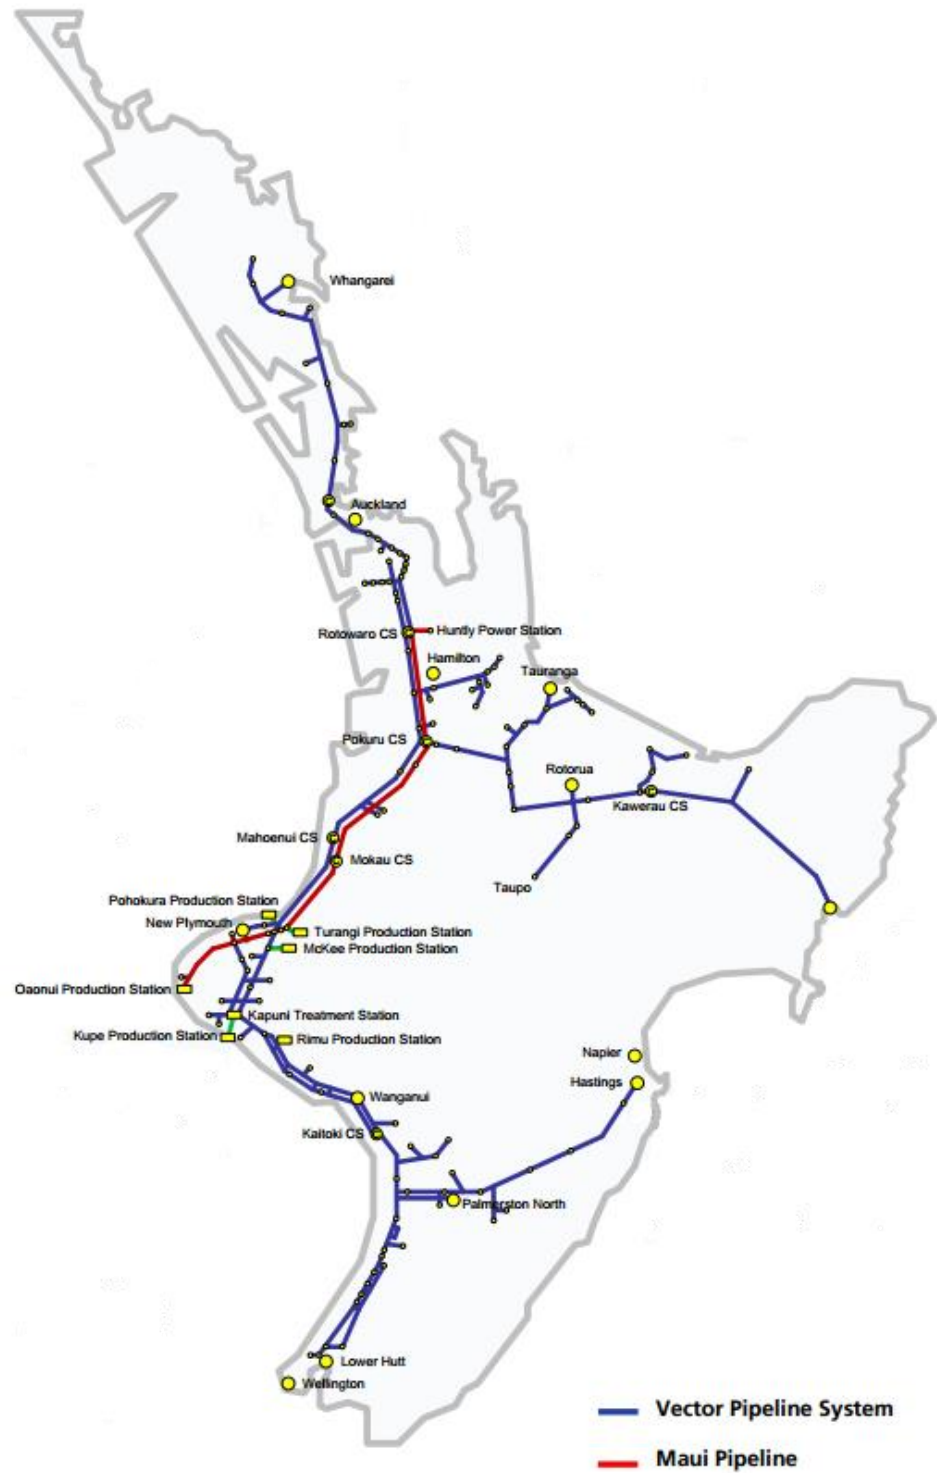 Whangarei
Auckland
Rotowaro CS
Huntly Power Station
Hamilton
Tauranga
Pokuru CS
Rotorua
Kawerau CS
Mahoenui CS
Mokau CS
Taupo
Pohokura Production Station
New Plymouth
Turangi Production Station
McKee Production Station
Oaonui Production Station
Kapuni Treatment Station
Kupe Production Station
Rimu Production Station
Napier
Hastings
Wanganui
Kaitoki CS
Palmerston North
Lower Hutt
Wellington
Vector Pipeline System
Maui Pipeline